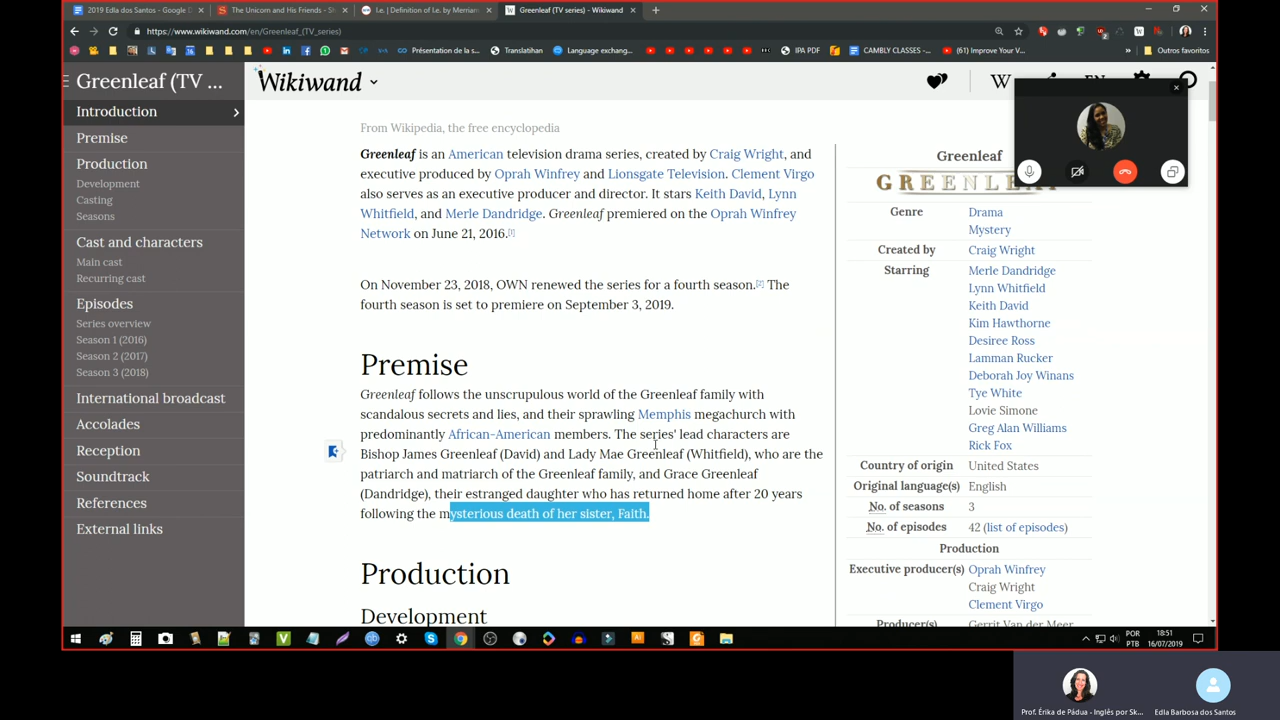 2019 Edla dos Santos - Google D
The Unicorn and His Friends - Sh
I.e. | Definition of I.e. by Merriam
Greenleaf (TV series) - Wikiwand
https://www.wikiwand.com/en/Greenleaf_(TV_series)
Présentation de la s...
Translatihan
Language exchang...
IPA PDF
CAMBLY CLASSES -...
(61) Improve Your V...
»
Outros favoritos
Greenleaf (TV ...
Introduction
Premise
Production
Development
Casting
Seasons
Cast and characters
Main cast
Recurring cast
Episodes
Series overview
Season 1 (2016)
Season 2 (2017)
Season 3 (2018)
International broadcast
Accolades
Reception
Soundtrack
References
External links
Wikiwand
W
EN
From Wikipedia, the free encyclopedia
Greenleaf is an American television drama series, created by Craig Wright, and
executive produced by Oprah Winfrey and Lionsgate Television. Clement Virgo
also serves as an executive producer and director. It stars Keith David, Lynn
Whitfield, and Merle Dandridge. Greenleaf premiered on the Oprah Winfrey
Network on June 21, 2016.[1]
On November 23, 2018, OWN renewed the series for a fourth season.[2] The
fourth season is set to premiere on September 3, 2019.
Premise
Greenleaf follows the unscrupulous world of the Greenleaf family with
scandalous secrets and lies, and their sprawling Memphis megachurch with
predominantly African-American members. The series' lead characters are
Bishop James Greenleaf (David) and Lady Mae Greenleaf (Whitfield), who are the
patriarch and matriarch of the Greenleaf family, and Grace Greenleaf
(Dandridge), their estranged daughter who has returned home after 20 years
following the mysterious death of her sister, Faith.
Production
Development
Greenleaf
GREENLEA
Genre Drama
Mystery
Created by Craig Wright
Starring Merle Dandridge
Lynn Whitfield
Keith David
Kim Hawthorne
Desiree Ross
Lamman Rucker
Deborah Joy Winans
Tye White
Lovie Simone
Greg Alan Williams
Rick Fox
Country of origin United States
Original language(s) English
No. of seasons 3
No. of episodes 42 (list of episodes)
Production
Executive producer(s) Oprah Winfrey
Craig Wright
Clement Virgo
Producer(s) Gerrit Van der Meer
POR
PTB
18:51
16/07/2019
Prof. Érika de Pádua - Inglês por Sk...
Edla Barbosa dos Santos